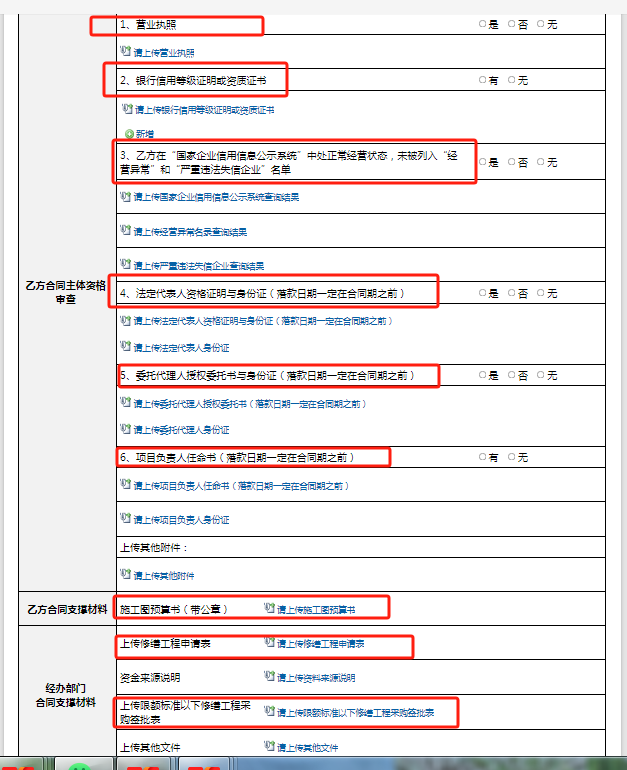 1、营业执照 是 否 无
请上传营业执照
2、银行信用等级证明或资质证书 有 无
请上传银行信用等级证明或资质证书
新增
3、乙方在“国家企业信用信息公示系统”中处正常经营状态，未被列入“经
营异常”和“严重违法失信企业”名单 是 否 无
请上传国家企业信用信息公示系统查询结果
请上传经营异常名录查询结果
请上传严重违法失信企业查询结果
乙方合同主体资格
审查
4、法定代表人资格证明与身份证（落款日期一定在合同期之前） 是 否 无
请上传法定代表人资格证明与身份证（落款日期一定在合同期之前）
请上传法定代表人身份证
5、委托代理人授权委托书与身份证（落款日期一定在合同期之前） 是 否 无
请上传委托代理人授权委托书（落款日期一定在合同期之前）
请上传委托代理人身份证
6、项目负责人任命书（落款日期一定在合同期之前） 有 无
请上传项目负责人任命书（落款日期一定在合同期之前）
请上传项目负责人身份证
上传其他附件：
请上传其他附件
乙方合同支撑材料 施工图预算书（带公章） 请上传施工图预算书
上传修缮工程申请表 请上传修缮工程申请表
资金来源说明 请上传资料来源说明
经办部门
合同支撑材料
上传限额标准以下修缮工程采
购签批表 请上传限额标准以下修缮工程采购签批表
上传其他文件 请上传其他文件